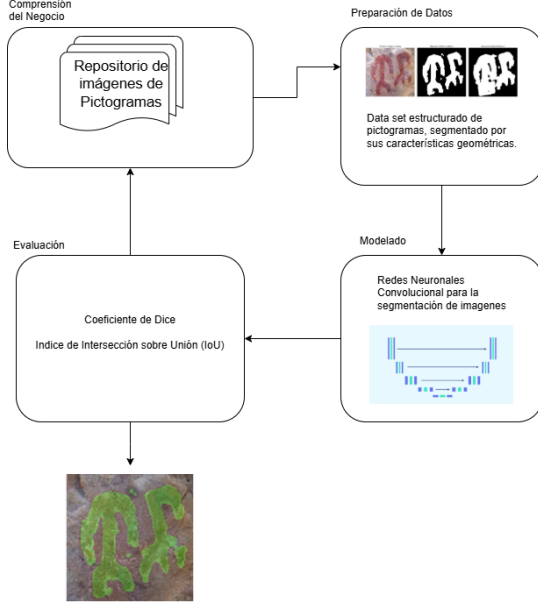 Comprensión
del Negocio
Repositorio de
imágenes de
Pictogramas
Preparación de Datos
Data set estructurado de
pictogramas, segmentado por
sus características geométricas.
Evaluación
Coeficiente de Dice
Indice de Intersección sobre Unión (IoU)
Modelado
Redes Neuronales
Convolucional para la
segmentación de imagenes